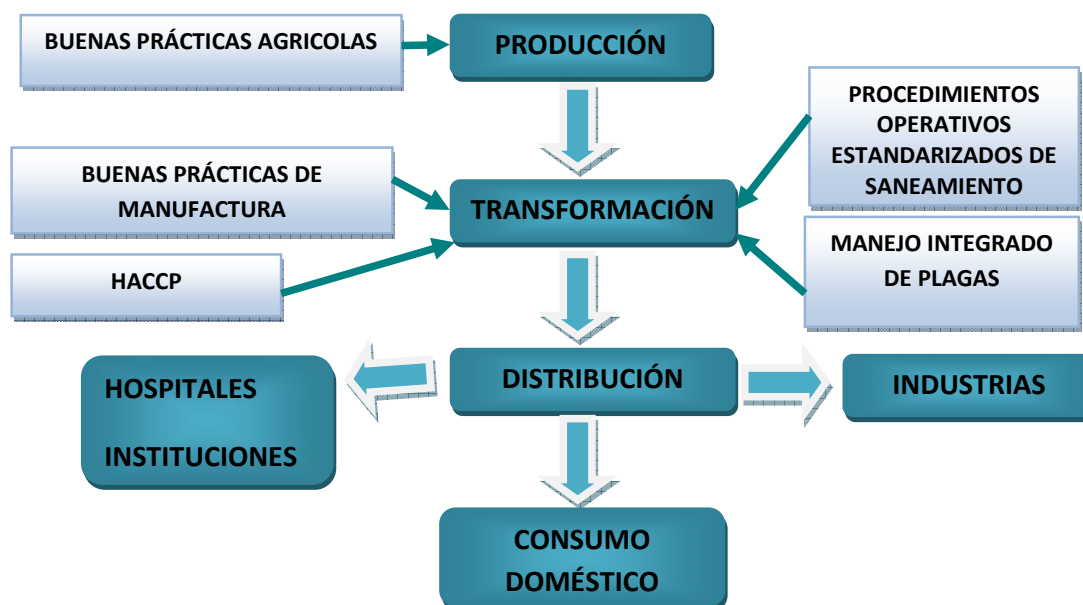 BUENAS PRÁCTICAS AGRICOLAS
PRODUCCIÓN
PROCEDIMIENTOS
OPERATIVOS
ESTANDARIZADOS DE
SANEAMIENTO
BUENAS PRÁCTICAS DE
MANUFACTURA
TRANSFORMACIÓN
HACCP
MANEJO INTEGRADO
DE PLAGAS
HOSPITALES
INSTITUCIONES
DISTRIBUCIÓN
INDUSTRIAS
CONSUMO
DOMÉSTICO